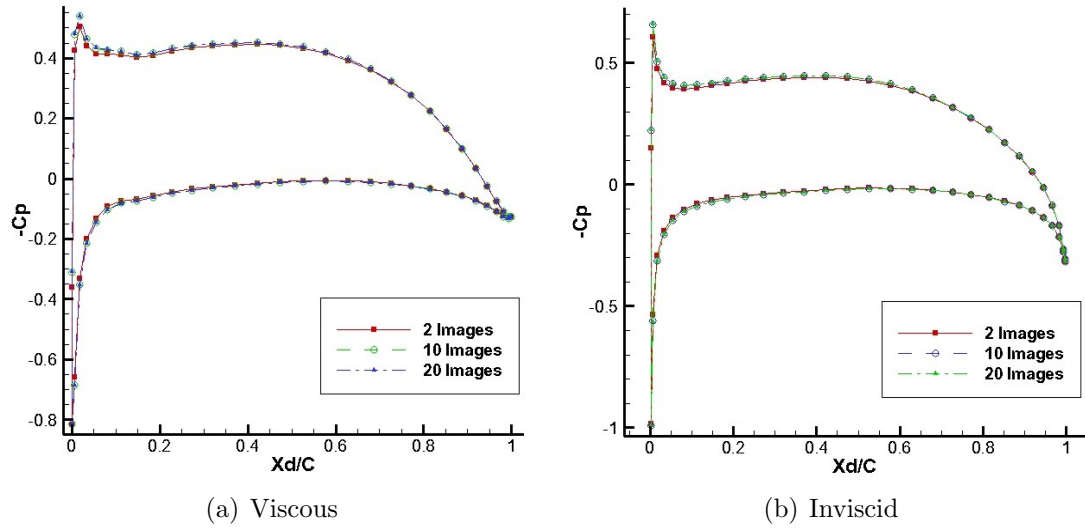 0.4
0.2
0
-0.2
-0.4
-0.6
-0.8
-Cp
0 0.2 0.4 0.6 0.8 1
Xd/C
2 Images
10 Images
20 Images
(a) Viscous
0.5
0
-0.5
-1
-Cp
0 0.2 0.4 0.6 0.8 1
Xd/C
2 Images
10 Images
20 Images
(b) Inviscid